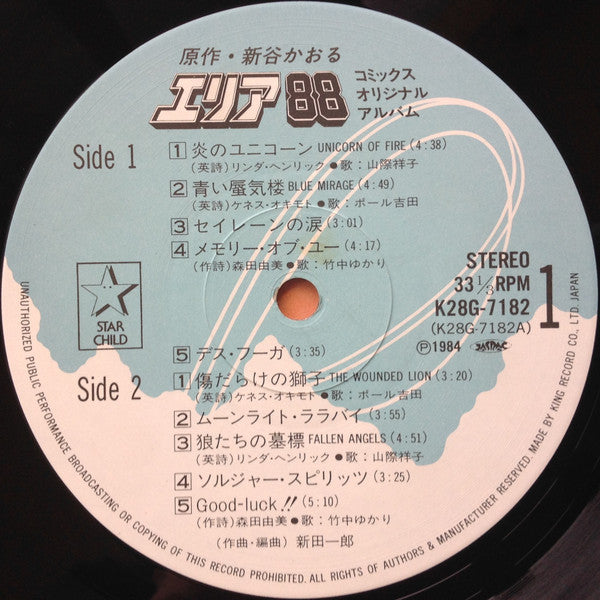 原作・新谷かおる
エリア88
コミックス
オリジナル
アルバム
Side 1
1 炎のユニコーン UNICORN OF FIRE (4:38)
(英詩)リンダ・ヘンリック●歌:山際祥子
2 青い蜃気楼 BLUE MIRAGE (4:49)
(英詩)ケネス・オキモト●歌:ポール吉田
3 セイレーンの涙 (3:01)
4 メモリー・オブ・ユー (4:17)
(作詩)森田由美●歌:竹中ゆかり
STAR
CHILD
STEREO
33 1/3 RPM
K28G-7182
(K28G-7182A)
1
Ⓟ1984 JASRAC
5 デス・フーガ (3:35)
Side 2
1 傷だらけの獅子 THE WOUNDED LION (3:20)
(英詩)ケネス・オキモト●歌:ポール吉田
2 ムーンライト・ララバイ (3:55)
3 狼たちの墓標 FALLEN ANGELS (4:51)
(英詩)リンダ・ヘンリック●歌:山際祥子
4 ソルジャー・スピリッツ (3:25)
5 Good-luck!! (5:10)
(作詩)森田由美●歌:竹中ゆかり
(作曲・編曲) 新田一郎
UNAUTHORIZED PUBLIC PERFORMANCE BROADCASTING OR COPYING OF THIS RECORD PROHIBITED. ALL RIGHTS OF AUTHORS & MANUFACTURER RESERVED. MADE BY KING RECORD CO., LTD. JAPAN